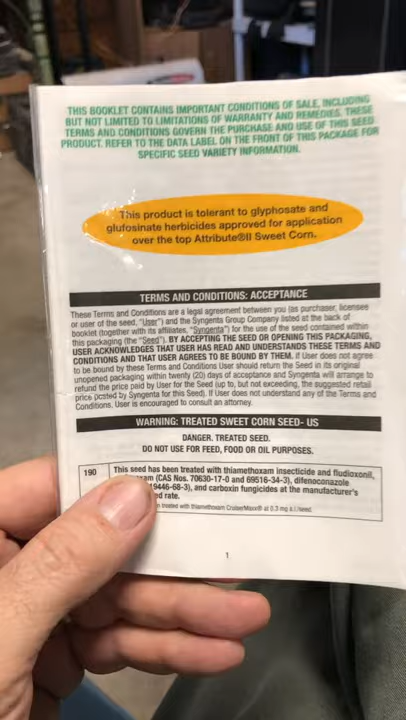 THIS BOOKLET CONTAINS IMPORTANT CONDITIONS OF SALE, INCLUDING
BUT NOT LIMITED TO LIMITATIONS OF WARRANTY AND REMEDIES. THESE
TERMS AND CONDITIONS GOVERN THE PURCHASE AND USE OF THIS SEED
PRODUCT. REFER TO THE DATA LABEL ON THE FRONT OF THIS PACKAGE FOR
SPECIFIC SEED VARIETY INFORMATION.
This product is tolerant to glyphosate and
glufosinate herbicides approved for application
over the top Attribute®II Sweet Corn.
TERMS AND CONDITIONS: ACCEPTANCE
These Terms and Conditions are a legal agreement between you (as purchaser, licensee
or user of the seed, "User") and the Syngenta Group Company listed at the back of
booklet (together with its affiliates, "Syngenta") for the use of the seed contained within
this packaging (the "Seed"). BY ACCEPTING THE SEED OR OPENING THIS PACKAGING,
USER ACKNOWLEDGES THAT USER HAS READ AND UNDERSTANDS THESE TERMS AND
CONDITIONS AND THAT USER AGREES TO BE BOUND BY THEM. If User does not agree
to be bound by these Terms and Conditions User should return the Seed in its original
unopened packaging within twenty (20) days of acceptance and Syngenta will arrange to
refund the price paid by User for the Seed (up to, but not exceeding, the suggested retail
price posted by Syngenta for this Seed). If User does not understand any of the Terms and
Conditions, User is encouraged to consult an attorney.
WARNING: TREATED SWEET CORN SEED- US
DANGER. TREATED SEED.
DO NOT USE FOR FEED, FOOD OR OIL PURPOSES.
190 This seed has been treated with thiamethoxam insecticide and fludioxonil,
(CAS Nos. 70630-17-0 and 69516-34-3), difenoconazole
9446-68-3), and carboxin fungicides at the manufacturer's
rate.
treated with thiamethoxam CruiserMaxx® at 0.3 mg a.i./seed.
1